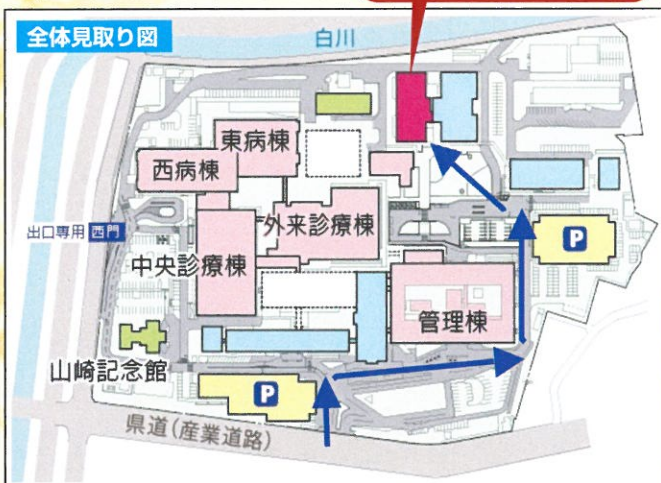 全体見取り図
白川
東病棟
西病棟
外来診療棟
出口専用 西門
中央診療棟
P
管理棟
山崎記念館
P
県道(産業道路)